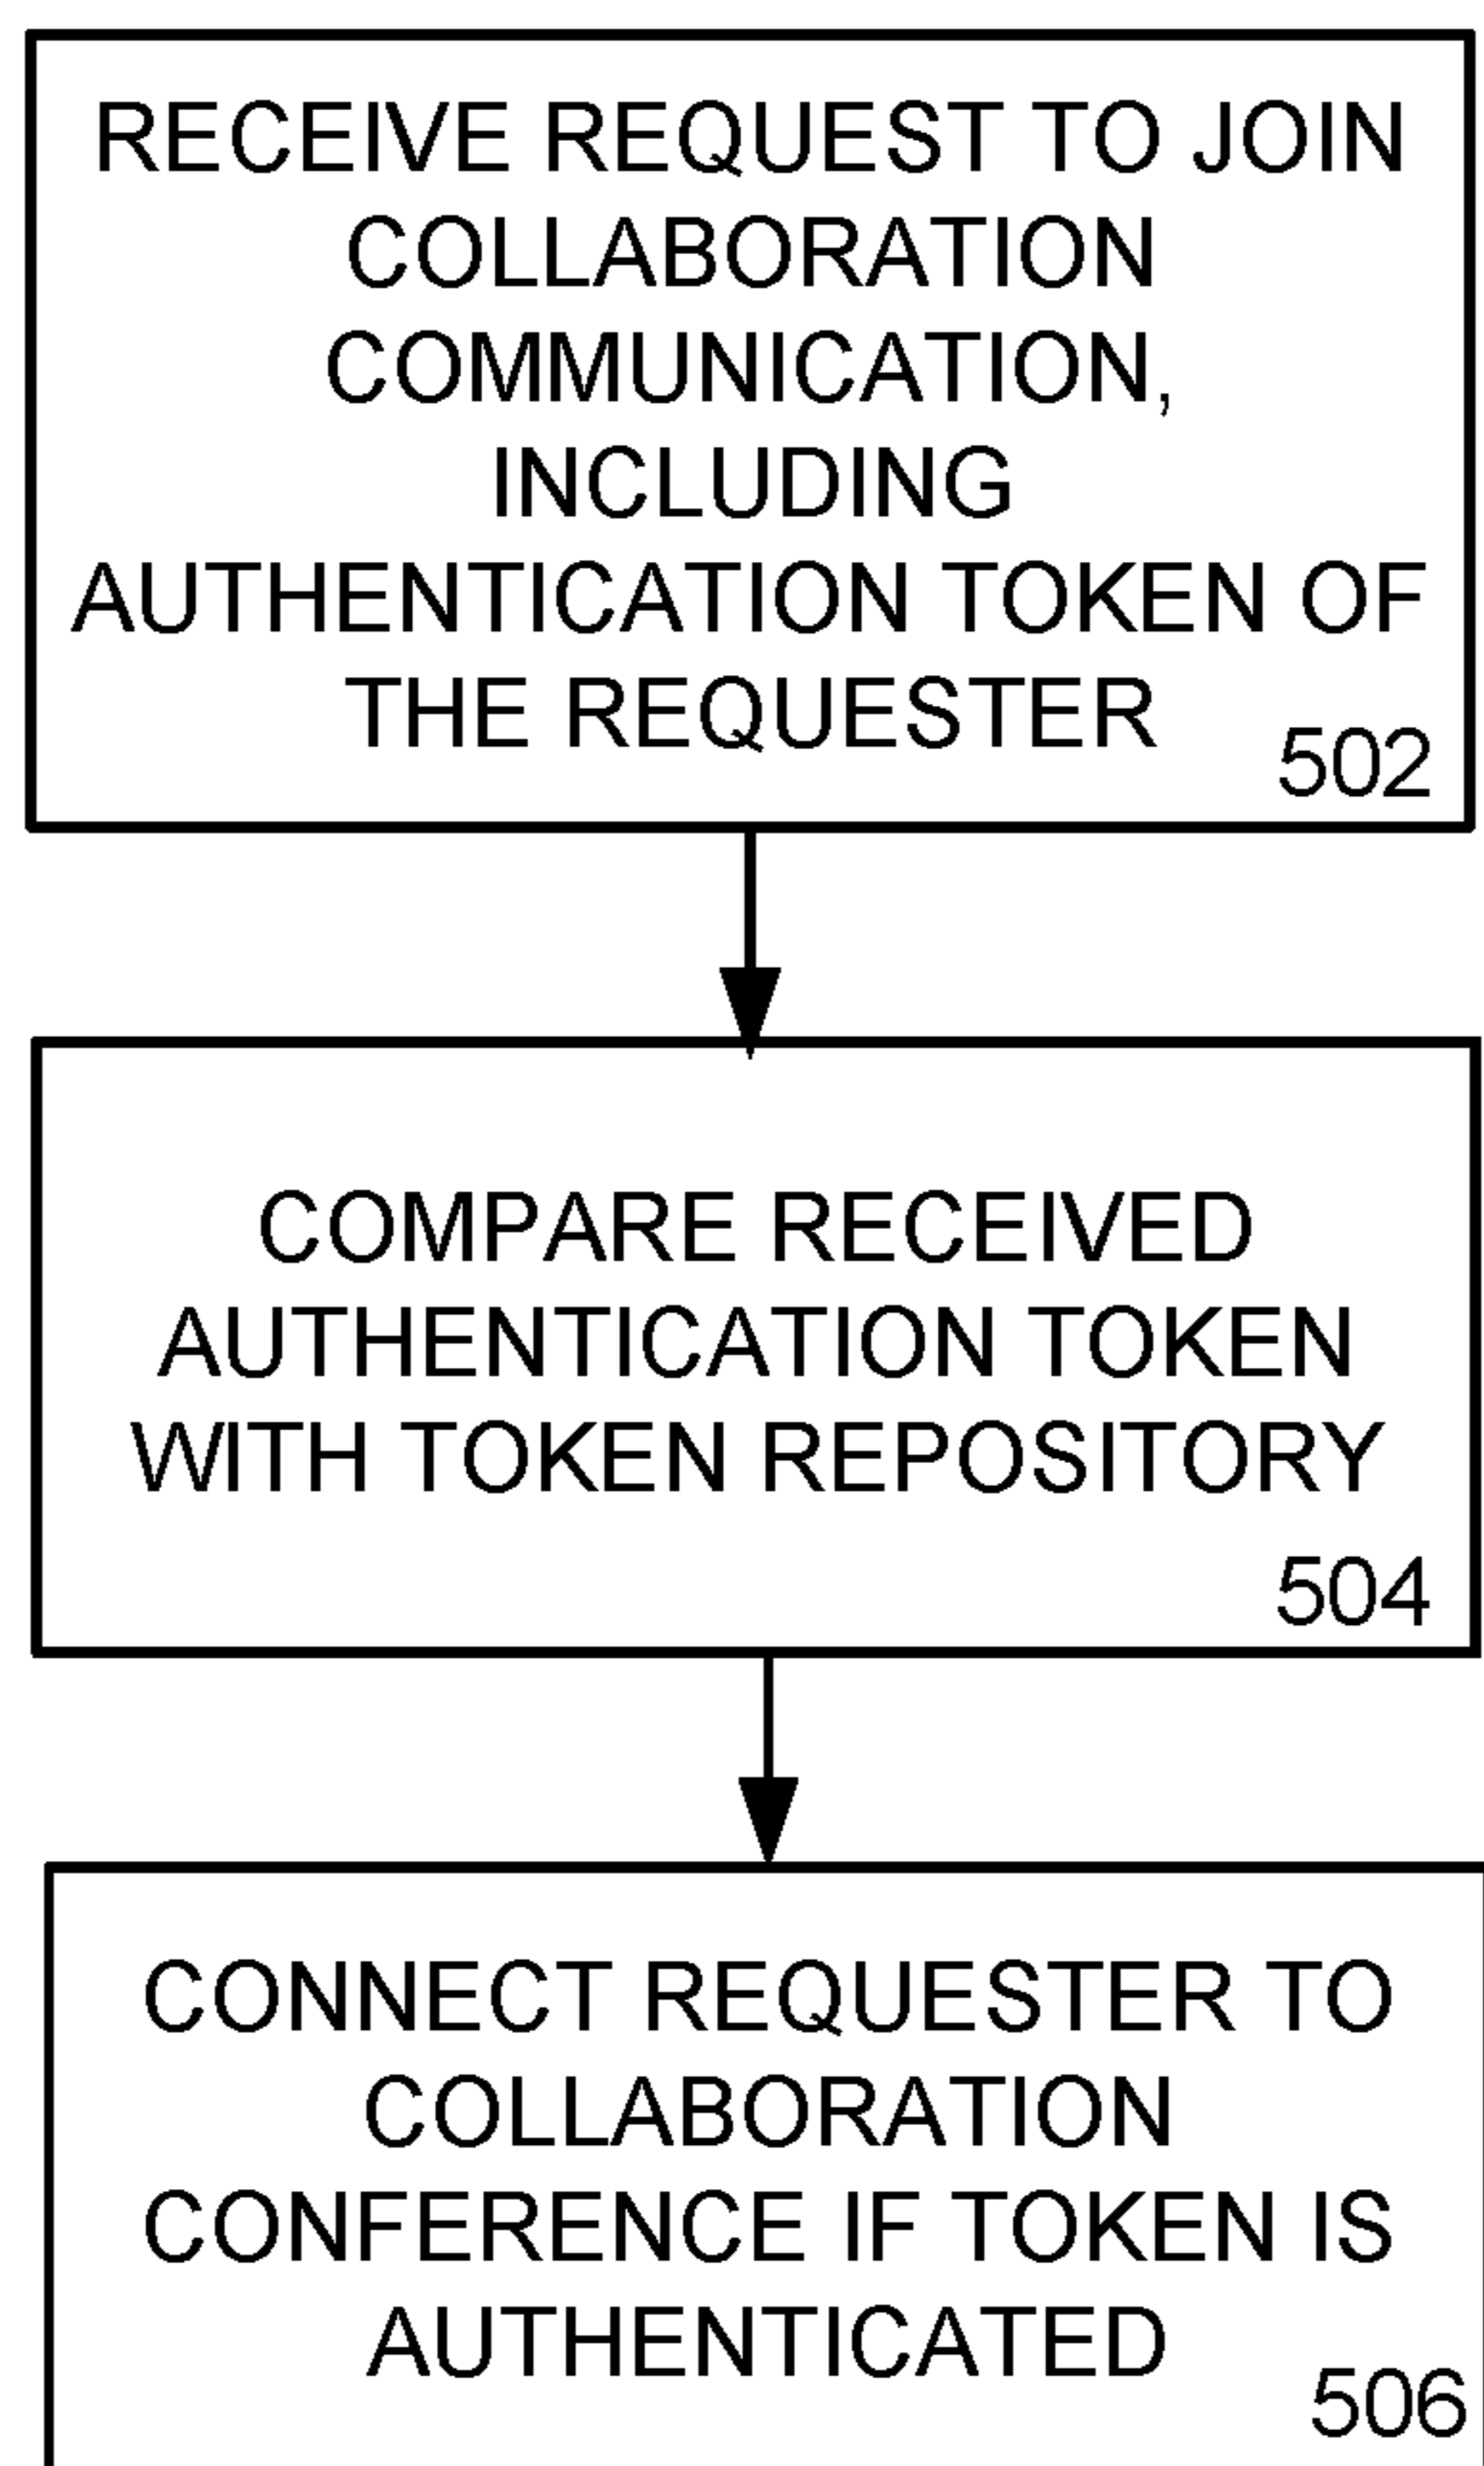 RECEIVE REQUEST TO JOIN
COLLABORATION
COMMUNICATION,
INCLUDING
AUTHENTICATION TOKEN OF
THE REQUESTER
502
COMPARE RECEIVED
AUTHENTICATION TOKEN
WITH TOKEN REPOSITORY
504
CONNECT REQUESTER TO
COLLABORATION
CONFERENCE IF TOKEN IS
AUTHENTICATED
506